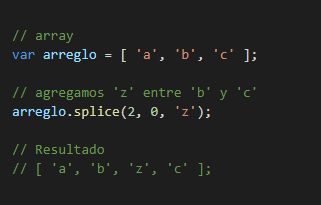 // array
var arreglo = [ 'a', 'b', 'c' ];
// agregamos 'z' entre 'b' y 'c'
arreglo.splice(2, 0, 'z');
// Resultado
// [ 'a', 'b', 'z', 'c' ];